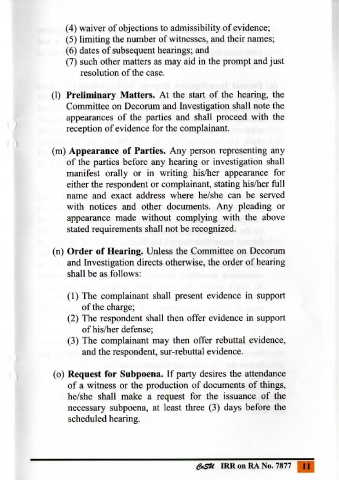 (4) waiver of objections to admissibility of evidence;
(5) limiting the number of witnesses, and their names;
(6) dates of subsequent hearings; and
(7) such other matters as may aid in the prompt and just
resolution of the case.
(l) Preliminary Matters. At the start of the hearing, the
Committee on Decorum and Investigation shall note the
appearances of the parties and shall proceed with the
reception of evidence for the complainant.
(m) Appearance of Parties. Any person representing any
of the parties before any hearing or investigation shall
manifest orally or in writing his/her appearance for
either the respondent or complainant, stating his/her full
name and exact address where he/she can be served
with notices and other documents. Any pleading or
appearance made without complying with the above
stated requirements shall not be recognized.
(n) Order of Hearing. Unless the Committee on Decorum
and Investigation directs otherwise, the order of hearing
shall be as follows:
(1) The complainant shall present evidence in support
of the charge;
(2) The respondent shall then offer evidence in support
of his/her defense;
(3) The complainant may then offer rebuttal evidence,
and the respondent, sur-rebuttal evidence.
(o) Request for Subpoena. If party desires the attendance
of a witness or the production of documents of things,
he/she shall make a request for the issuance of the
necessary subpoena, at least three (3) days before the
scheduled hearing.
IRR on RA No. 7877 11